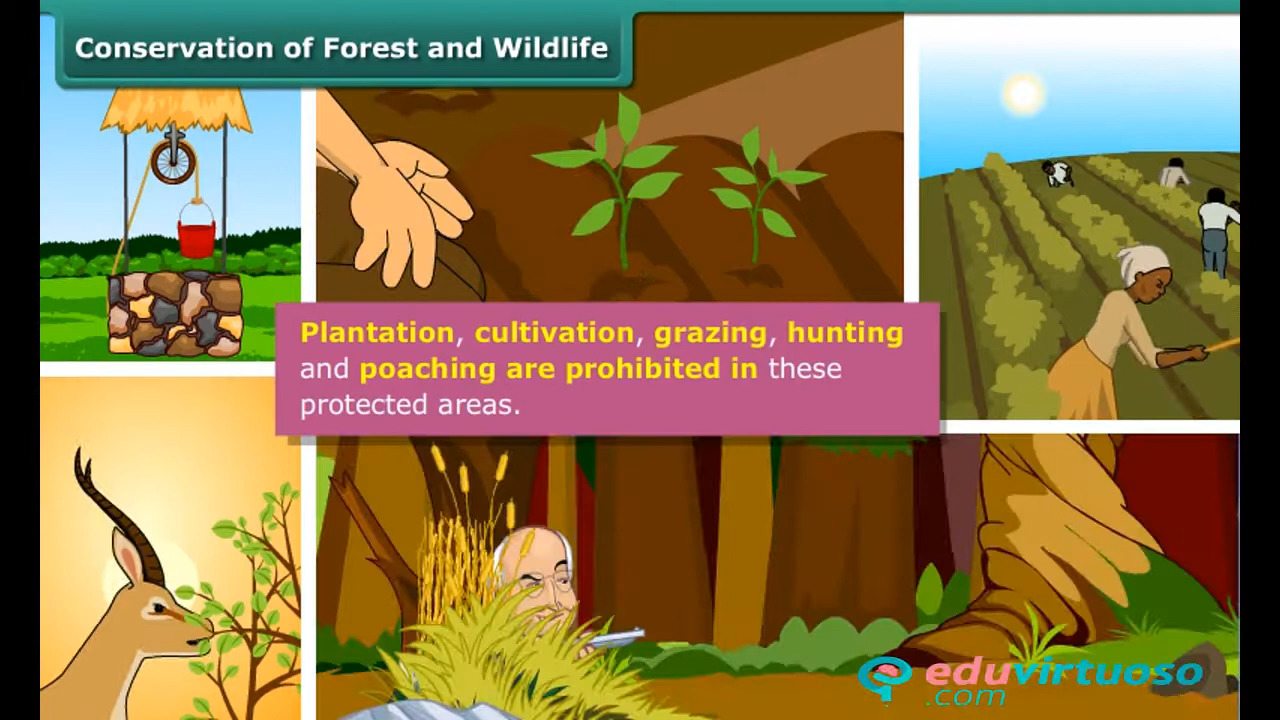 Conservation of Forest and Wildlife
Plantation, cultivation, grazing, hunting
and poaching are prohibited in these
protected areas.
eduvirtuoso
.com